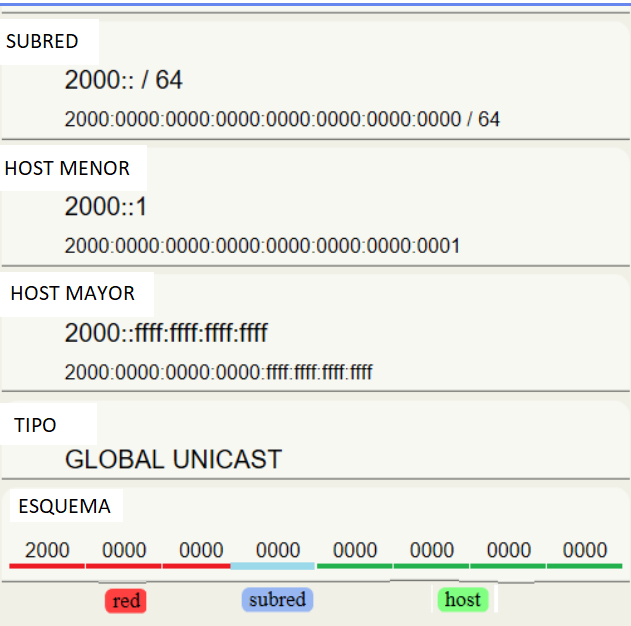 SUBRED
2000:: / 64
2000:0000:0000:0000:0000:0000:0000:0000 / 64
HOST MENOR
2000::1
2000:0000:0000:0000:0000:0000:0000:0001
HOST MAYOR
2000::ffff:ffff:ffff:ffff
2000:0000:0000:0000:ffff:ffff:ffff:ffff
TIPO
GLOBAL UNICAST
ESQUEMA
2000 0000 0000 0000 0000 0000 0000 0000
red subred host